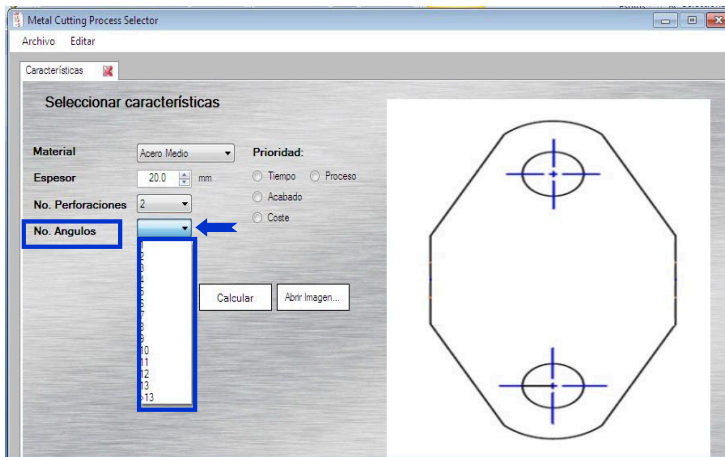 Metal Cutting Process Selector
Archivo Editar
Características
Seleccionar características
Material Acero Medio
Prioridad:
Espesor 20.0 mm
Tiempo Proceso
No. Perforaciones 2
Acabado
No. Angulos
Coste
1
2
3
4
5
6
7
8
9
10
11
12
13
>13
Calcular Abrir Imagen...